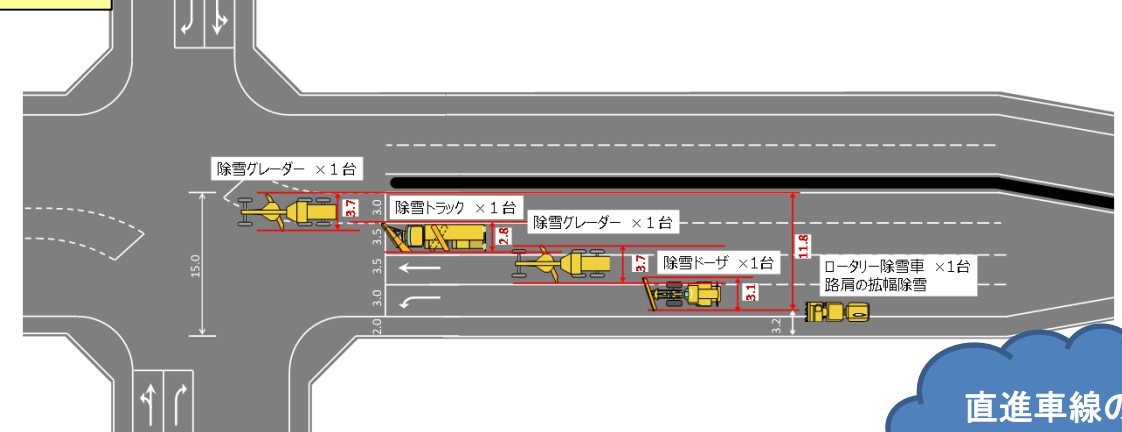 除雪グレーダー ×１台
3.7
3.0
除雪トラック ×１台
3.5
2.8
除雪グレーダー ×１台
15.0
3.5
3.7
除雪ドーザ ×1台
11.8
ロータリー除雪車 ×1台
路肩の拡幅除雪
3.0
3.1
2.0
3.2
直進車線の